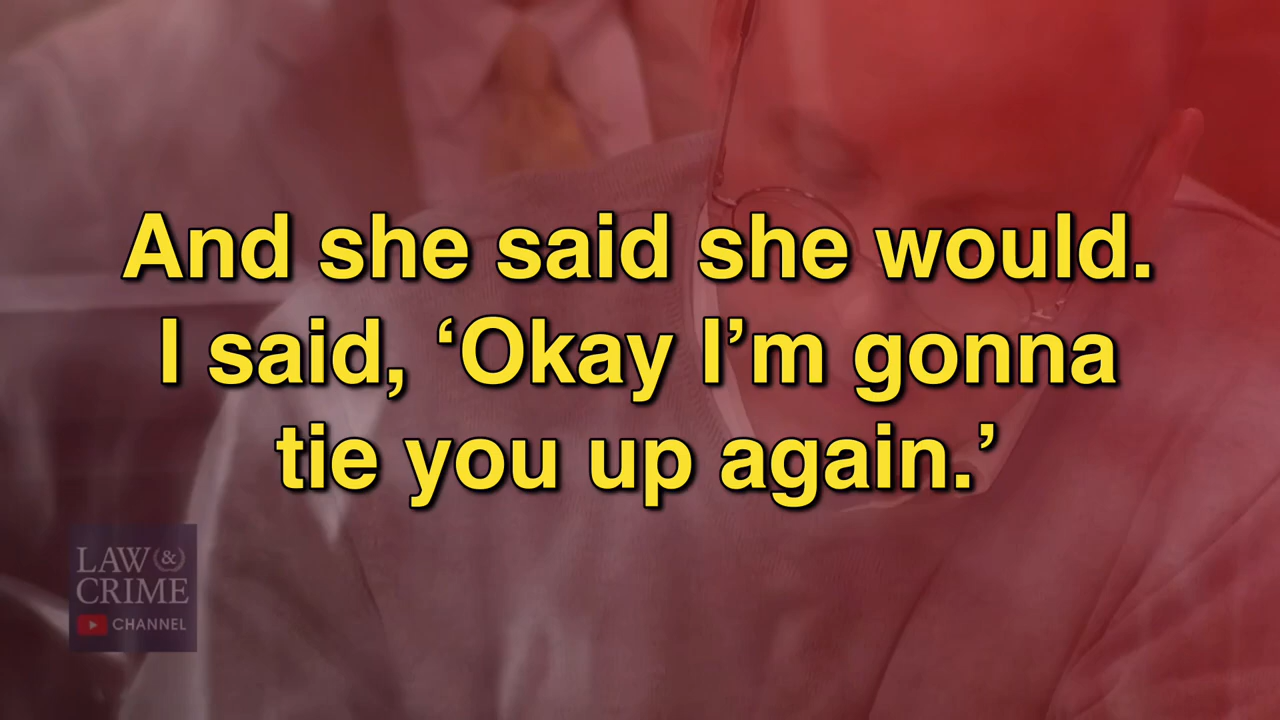 And she said she would.
I said, ‘Okay I’m gonna
tie you up again.’
LAW &
CRIME
CHANNEL